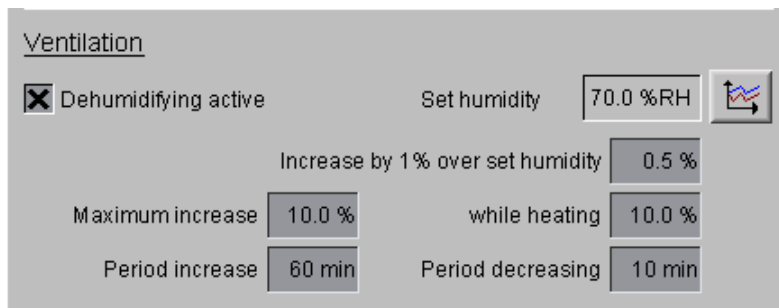 Ventilation
Dehumidifying active Set humidity 70.0 %RH
Increase by 1% over set humidity 0.5 %
Maximum increase 10.0 % while heating 10.0 %
Period increase 60 min Period decreasing 10 min